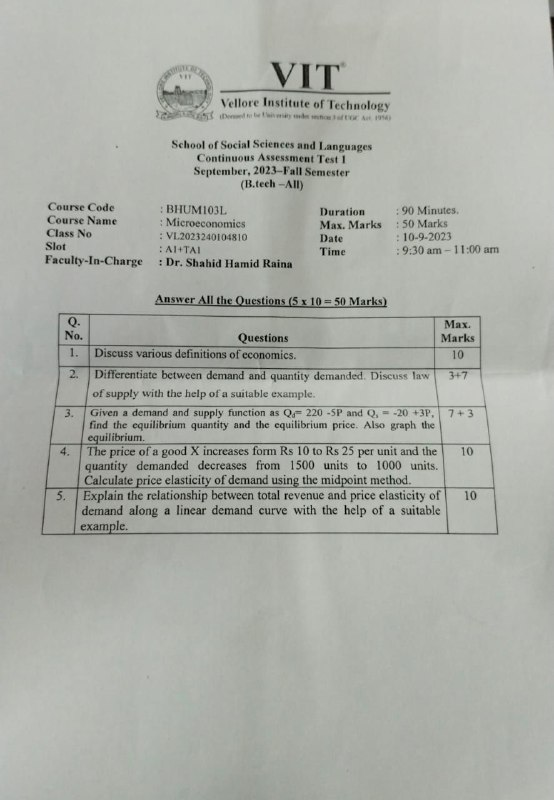 VIT®
Vellore Institute of Technology
(Deemed to be University under section 3 of UGC Act, 1956)
School of Social Sciences and Languages
Continuous Assessment Test I
September, 2023–Fall Semester
(B.tech –All)
Course Code : BHUM103L Duration : 90 Minutes.
Course Name : Microeconomics Max. Marks : 50 Marks
Class No : VL2023240104810 Date : 10-9-2023
Slot : A1+TA1 Time : 9:30 am – 11:00 am
Faculty-In-Charge : Dr. Shahid Hamid Raina
Answer All the Questions (5 x 10 = 50 Marks)
Q. No. Questions Max. Marks
1. Discuss various definitions of economics. 10
2. Differentiate between demand and quantity demanded. Discuss law 3+7
of supply with the help of a suitable example.
3. Given a demand and supply function as Qd= 220 -5P and Qs = -20 +3P, 7 + 3
find the equilibrium quantity and the equilibrium price. Also graph the
equilibrium.
4. The price of a good X increases form Rs 10 to Rs 25 per unit and the 10
quantity demanded decreases from 1500 units to 1000 units.
Calculate price elasticity of demand using the midpoint method.
5. Explain the relationship between total revenue and price elasticity of 10
demand along a linear demand curve with the help of a suitable
example.